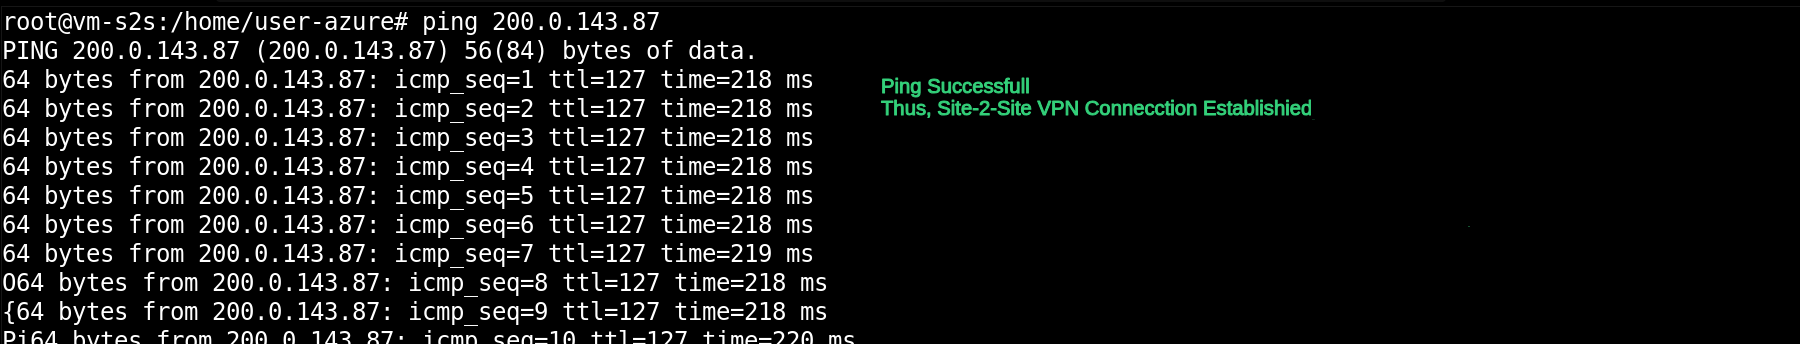 root@vm-s2s:/home/user-azure# ping 200.0.143.87
PING 200.0.143.87 (200.0.143.87) 56(84) bytes of data.
64 bytes from 200.0.143.87: icmp_seq=1 ttl=127 time=218 ms
64 bytes from 200.0.143.87: icmp_seq=2 ttl=127 time=218 ms
64 bytes from 200.0.143.87: icmp_seq=3 ttl=127 time=218 ms
64 bytes from 200.0.143.87: icmp_seq=4 ttl=127 time=218 ms
64 bytes from 200.0.143.87: icmp_seq=5 ttl=127 time=218 ms
64 bytes from 200.0.143.87: icmp_seq=6 ttl=127 time=218 ms
64 bytes from 200.0.143.87: icmp_seq=7 ttl=127 time=219 ms
O64 bytes from 200.0.143.87: icmp_seq=8 ttl=127 time=218 ms
{64 bytes from 200.0.143.87: icmp_seq=9 ttl=127 time=218 ms
Pi64 bytes from 200.0.143.87: icmp_seq=10 ttl=127 time=220 ms
Ping Successfull
Thus, Site-2-Site VPN Connecction Establishied